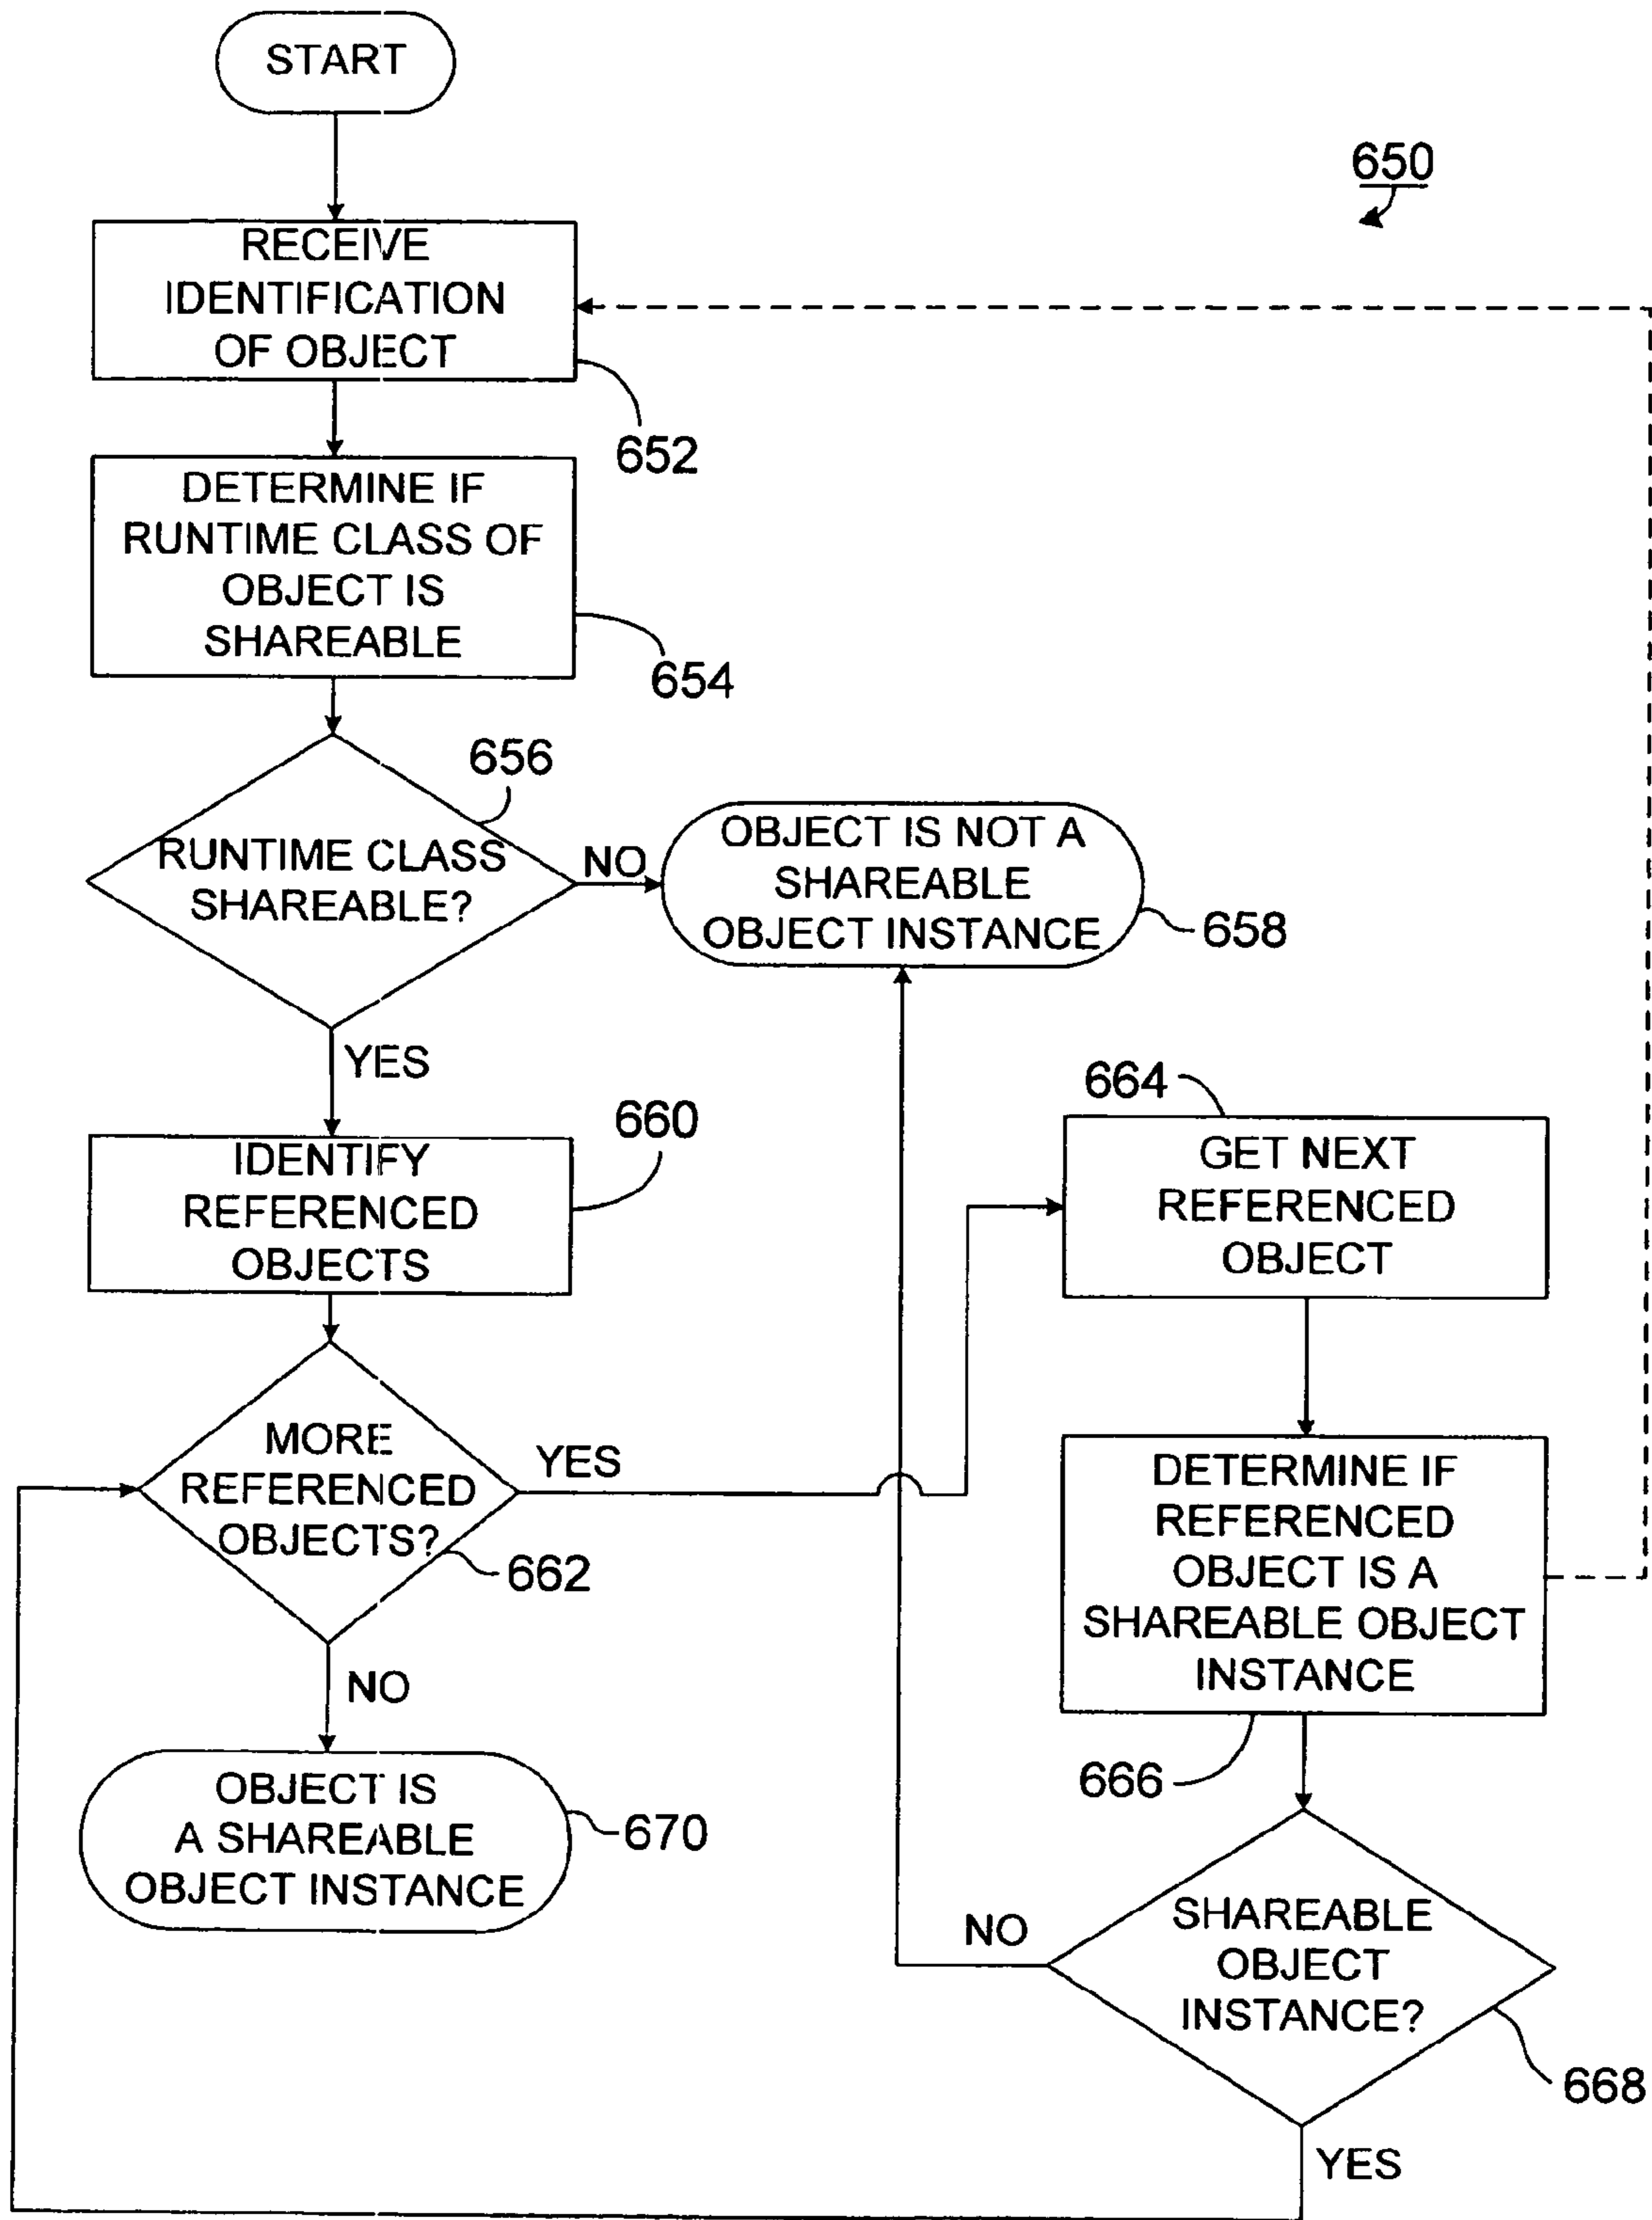 START
650
RECEIVE
IDENTIFICATION
OF OBJECT
652
DETERMINE IF
RUNTIME CLASS OF
OBJECT IS
SHAREABLE
654
656
RUNTIME CLASS
SHAREABLE?
NO
OBJECT IS NOT A
SHAREABLE
OBJECT INSTANCE
658
YES
660
IDENTIFY
REFERENCED
OBJECTS
664
GET NEXT
REFERENCED
OBJECT
MORE
REFERENCED
OBJECTS?
662
YES
DETERMINE IF
REFERENCED
OBJECT IS A
SHAREABLE OBJECT
INSTANCE
666
NO
OBJECT IS
A SHAREABLE
OBJECT INSTANCE
670
NO
SHAREABLE
OBJECT
INSTANCE?
668
YES